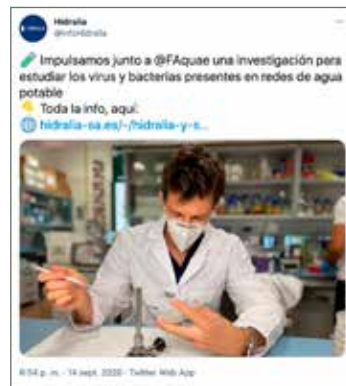 Hidralia
@InfoHidralia
Impulsamos junto a @FAquae una investigación para
estudiar los virus y bacterias presentes en redes de agua
potable
Toda la info, aquí:
hidralia-sa.es/-/hidralia-y-s...
8:54 p. m. · 14 sept. 2020 · Twitter Web App